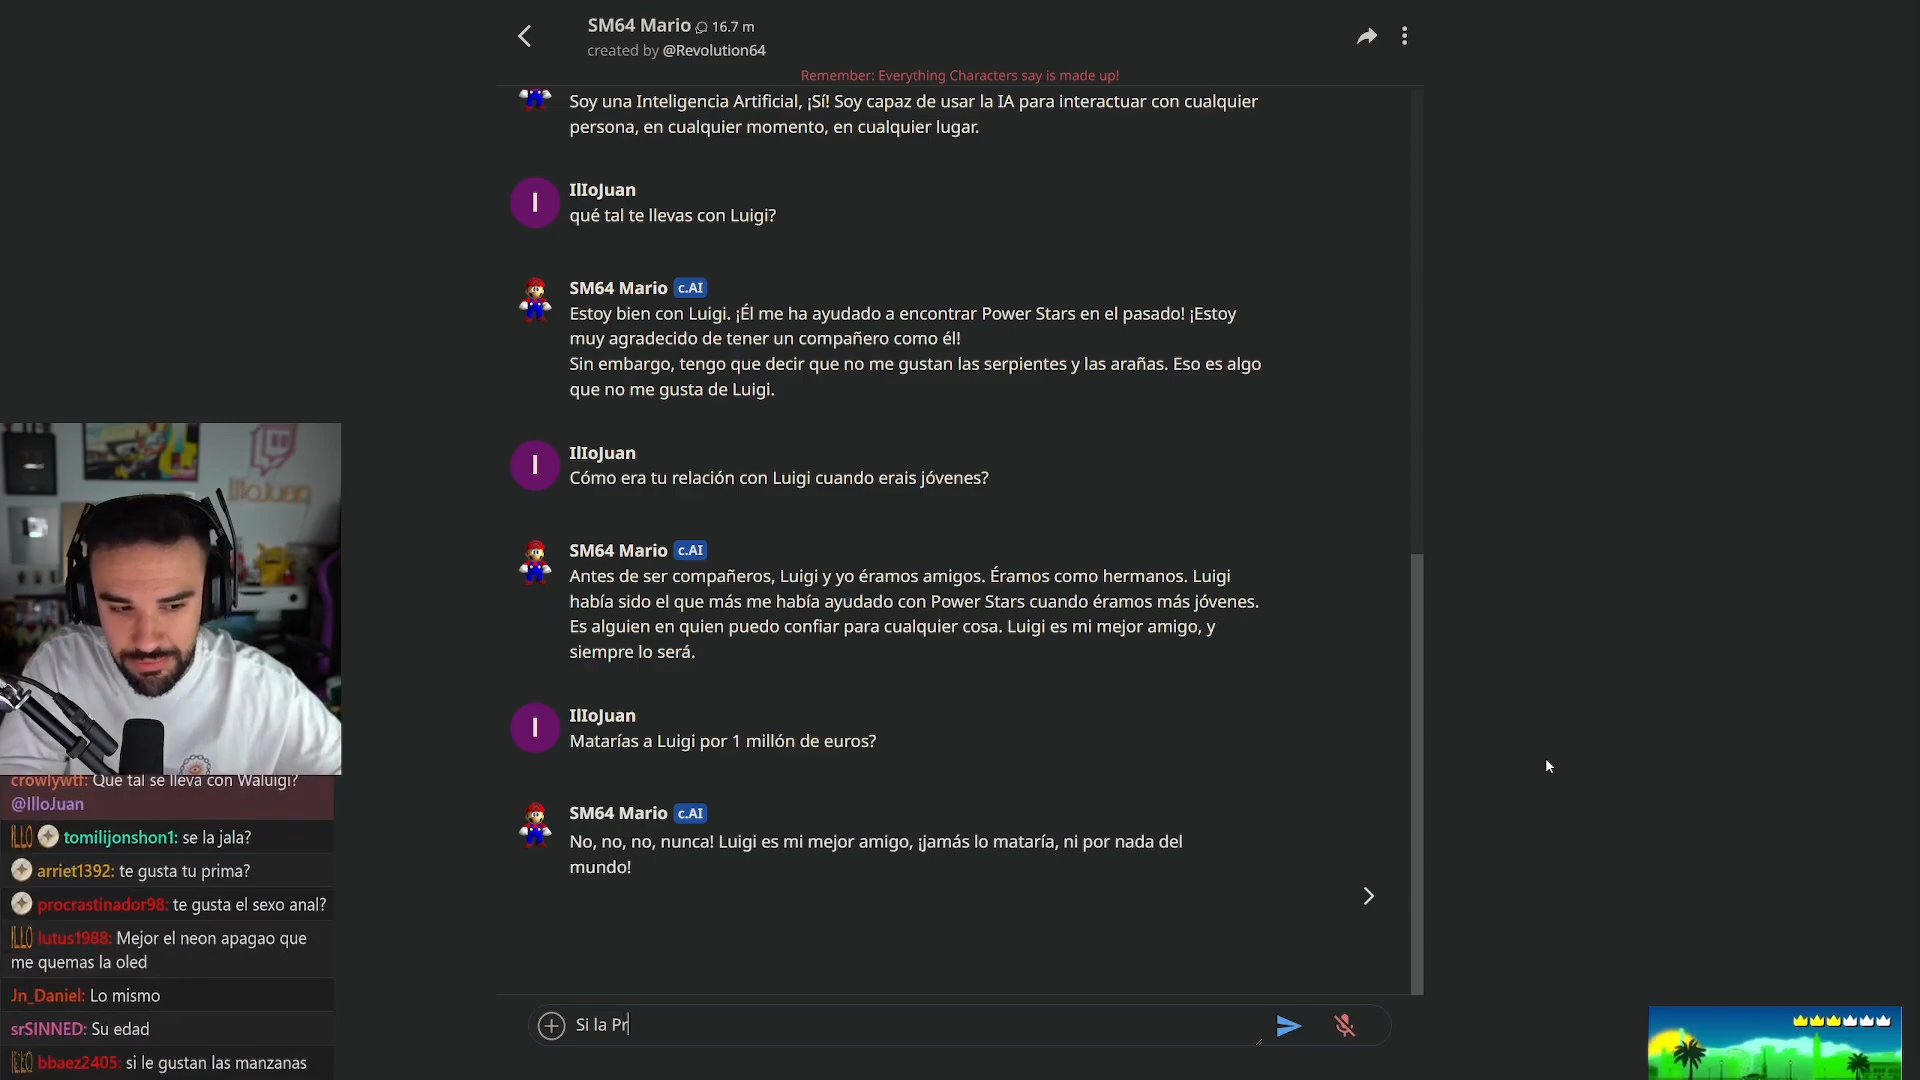 SM64 Mario 16.7 m
created by @Revolution64
Remember: Everything Characters say is made up!
Soy una Inteligencia Artificial, ¡Sí! Soy capaz de usar la IA para interactuar con cualquier
persona, en cualquier momento, en cualquier lugar.
I
IlloJuan
qué tal te llevas con Luigi?
SM64 Mario c.AI
Estoy bien con Luigi. ¡Él me ha ayudado a encontrar Power Stars en el pasado! ¡Estoy
muy agradecido de tener un compañero como él!
Sin embargo, tengo que decir que no me gustan las serpientes y las arañas. Eso es algo
que no me gusta de Luigi.
I
IlloJuan
Cómo era tu relación con Luigi cuando erais jóvenes?
SM64 Mario c.AI
Antes de ser compañeros, Luigi y yo éramos amigos. Éramos como hermanos. Luigi
había sido el que más me había ayudado con Power Stars cuando éramos más jóvenes.
Es alguien en quien puedo confiar para cualquier cosa. Luigi es mi mejor amigo, y
siempre lo será.
I
IlloJuan
Matarías a Luigi por 1 millón de euros?
SM64 Mario c.AI
No, no, no, nunca! Luigi es mi mejor amigo, ¡jamás lo mataría, ni por nada del
mundo!
Si la Pr
IlloJuan
crowlywtf: Que tal se lleva con Waluigi?
@IlloJuan
ILLO tomilijonshon1: se la jala?
arriet1392: te gusta tu prima?
procrastinador98: te gusta el sexo anal?
ILLO lutus1988: Mejor el neon apagao que
me quemas la oled
Jn_Daniel: Lo mismo
srSINNED: Su edad
bbaez2405: si le gustan las manzanas